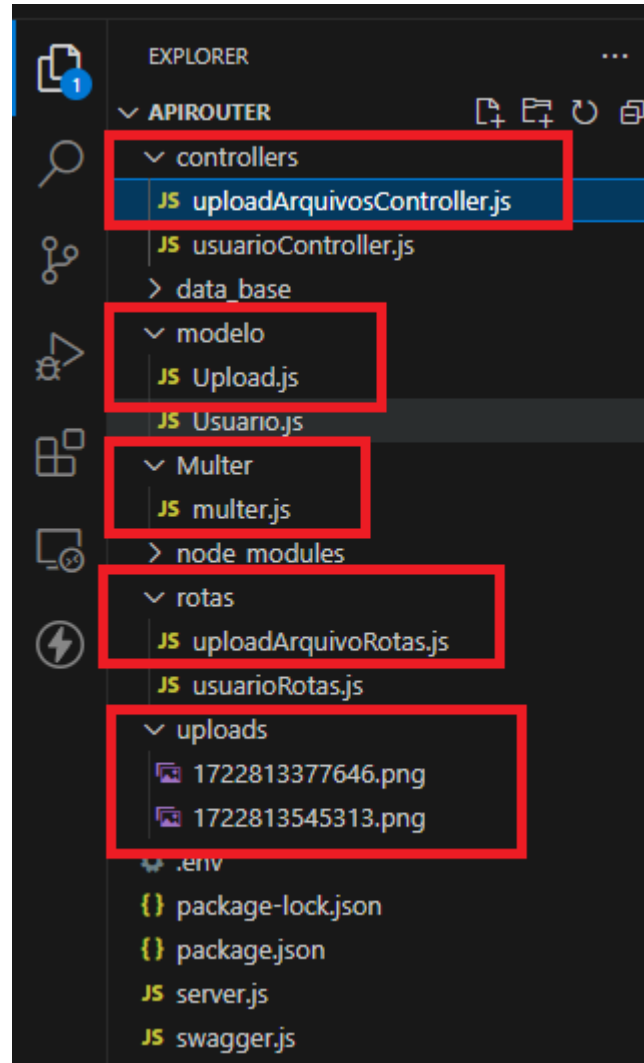 EXPLORER
...
1
APIROUTER
controllers
JS uploadArquivosController.js
JS usuarioController.js
data_base
modelo
JS Upload.js
JS Usuario.js
Multer
JS multer.js
node_modules
rotas
JS uploadArquivoRotas.js
JS usuarioRotas.js
uploads
1722813377646.png
1722813545313.png
.env
{} package-lock.json
{} package.json
JS server.js
JS swagger.js